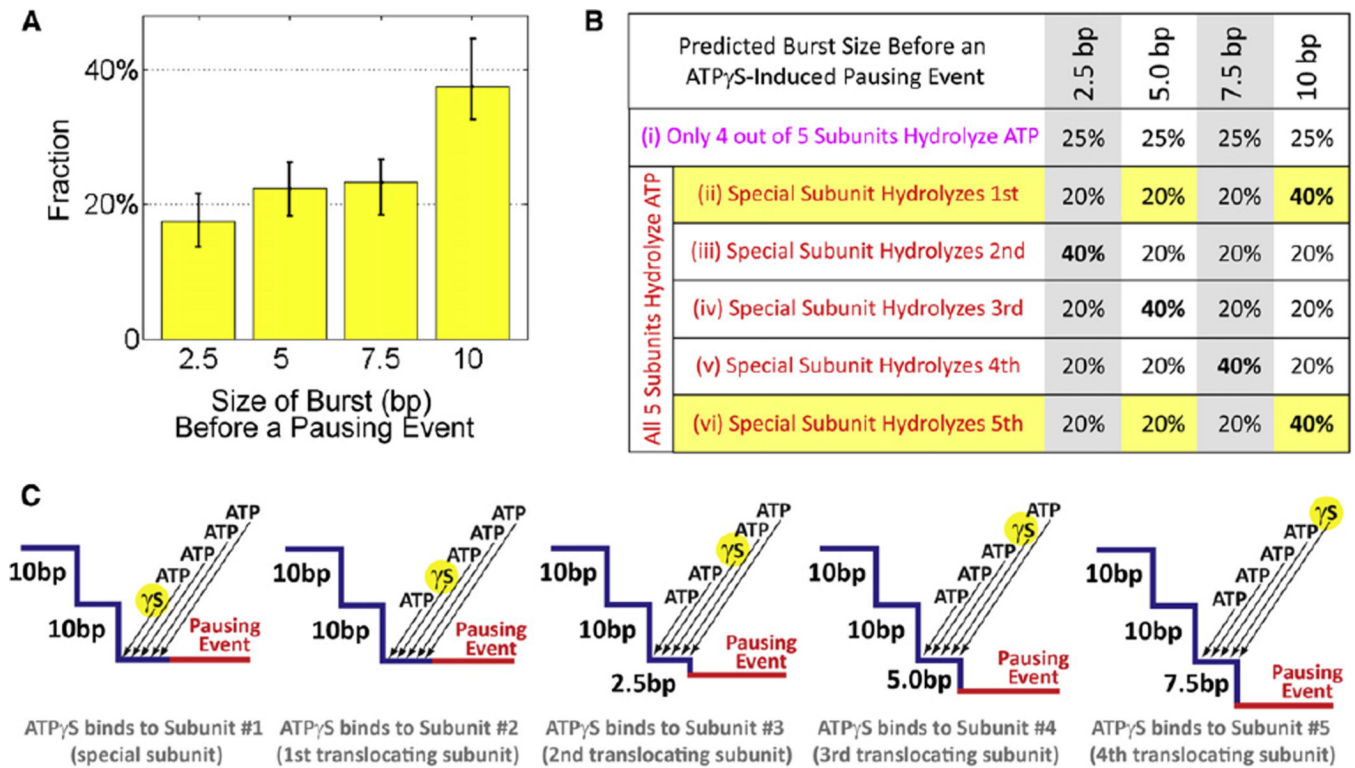 A
40%
20%
0
Fraction
2.5 5 7.5 10
Size of Burst (bp)
Before a Pausing Event
B
Predicted Burst Size Before an
ATPγS-Induced Pausing Event
2.5 bp
5.0 bp
7.5 bp
10 bp
(i) Only 4 out of 5 Subunits Hydrolyze ATP 25% 25% 25% 25%
All 5 Subunits Hydrolyze ATP
(ii) Special Subunit Hydrolyzes 1st 20% 20% 20% 40%
(iii) Special Subunit Hydrolyzes 2nd 40% 20% 20% 20%
(iv) Special Subunit Hydrolyzes 3rd 20% 40% 20% 20%
(v) Special Subunit Hydrolyzes 4th 20% 20% 40% 20%
(vi) Special Subunit Hydrolyzes 5th 20% 20% 20% 40%
C
10bp
10bp
γS
ATP
ATP
ATP
ATP
Pausing
Event
ATPγS binds to Subunit #1
(special subunit)
10bp
10bp
ATP
γS
ATP
ATP
ATP
Pausing
Event
ATPγS binds to Subunit #2
(1st translocating subunit)
10bp
10bp
2.5bp
ATP
ATP
γS
ATP
ATP
Pausing
Event
ATPγS binds to Subunit #3
(2nd translocating subunit)
10bp
10bp
5.0bp
ATP
ATP
ATP
γS
ATP
Pausing
Event
ATPγS binds to Subunit #4
(3rd translocating subunit)
10bp
10bp
7.5bp
ATP
ATP
ATP
ATP
γS
Pausing
Event
ATPγS binds to Subunit #5
(4th translocating subunit)